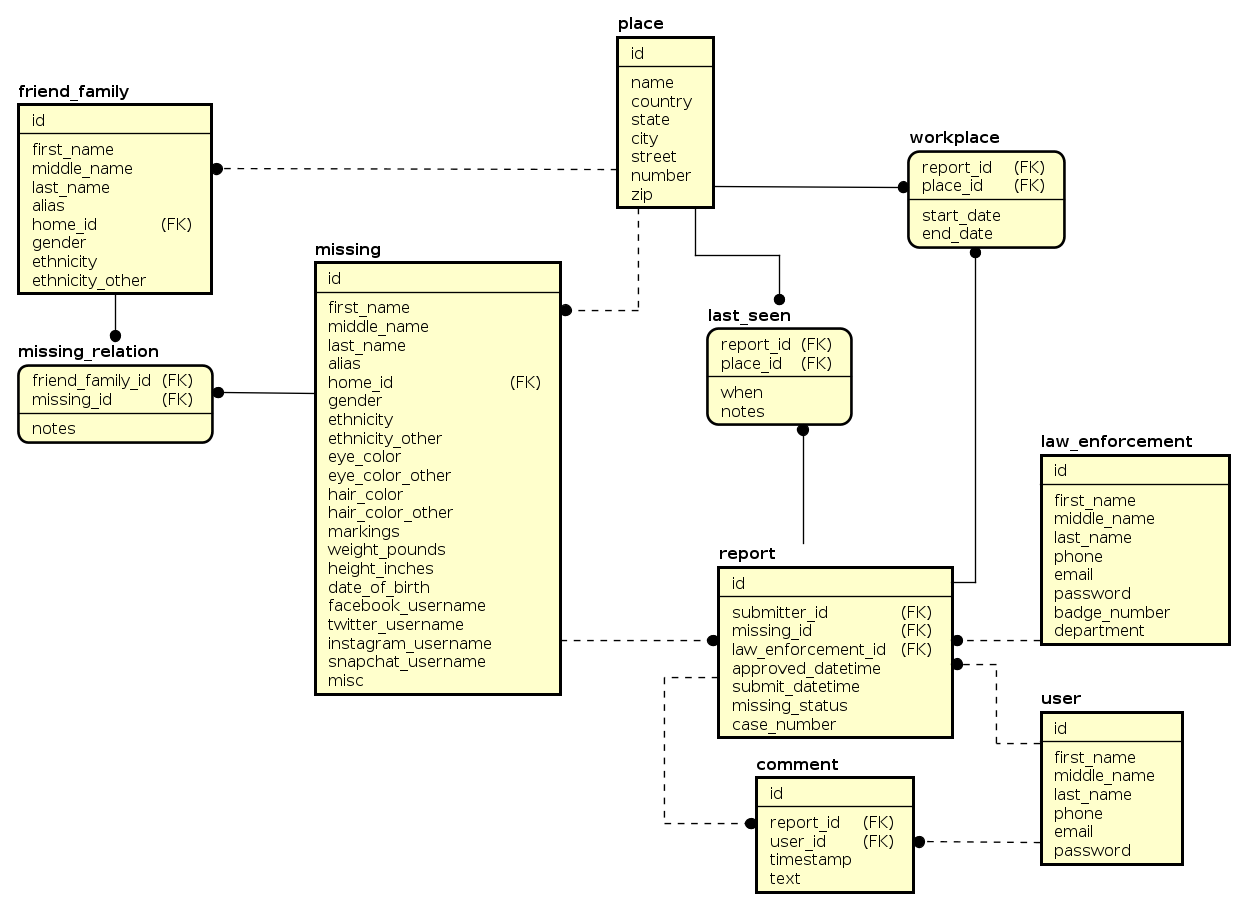 place
id
name
country
state
city
street
number
zip
friend_family
id
first_name
middle_name
last_name
alias
home_id (FK)
gender
ethnicity
ethnicity_other
workplace
report_id (FK)
place_id (FK)
start_date
end_date
missing
id
first_name
middle_name
last_name
alias
home_id (FK)
gender
ethnicity
ethnicity_other
eye_color
eye_color_other
hair_color
hair_color_other
markings
weight_pounds
height_inches
date_of_birth
facebook_username
twitter_username
instagram_username
snapchat_username
misc
last_seen
report_id (FK)
place_id (FK)
when
notes
missing_relation
friend_family_id (FK)
missing_id (FK)
notes
law_enforcement
id
first_name
middle_name
last_name
phone
email
password
badge_number
department
report
id
submitter_id (FK)
missing_id (FK)
law_enforcement_id (FK)
approved_datetime
submit_datetime
missing_status
case_number
user
id
first_name
middle_name
last_name
phone
email
password
comment
id
report_id (FK)
user_id (FK)
timestamp
text